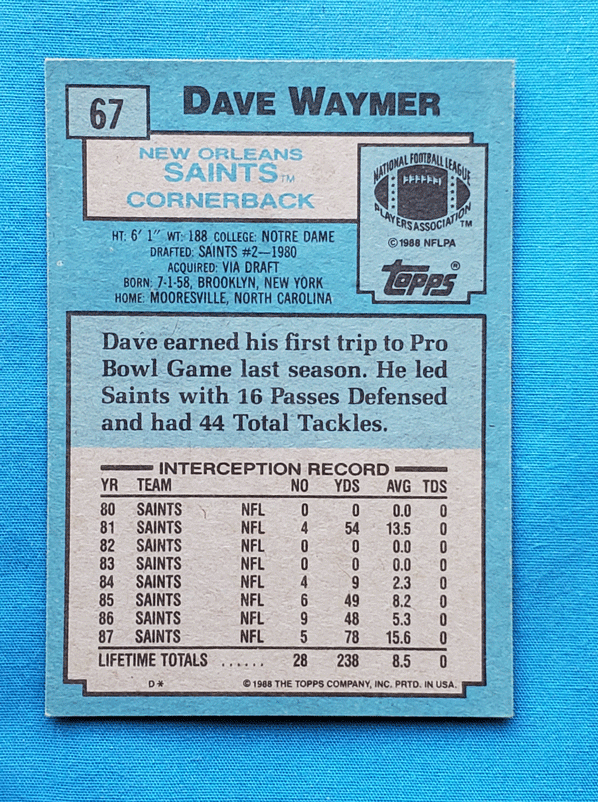 67
DAVE WAYMER
NEW ORLEANS
SAINTS™
CORNERBACK
NATIONAL FOOTBALL LEAGUE
PLAYERS ASSOCIATION™
© 1988 NFLPA
topps®
HT: 6' 1" WT: 188 COLLEGE: NOTRE DAME
DRAFTED: SAINTS #2—1980
ACQUIRED: VIA DRAFT
BORN: 7-1-58, BROOKLYN, NEW YORK
HOME: MOORESVILLE, NORTH CAROLINA
Dave earned his first trip to Pro
Bowl Game last season. He led
Saints with 16 Passes Defensed
and had 44 Total Tackles.
INTERCEPTION RECORD
YR TEAM NO YDS AVG TDS
80 SAINTS NFL 0 0 0.0 0
81 SAINTS NFL 4 54 13.5 0
82 SAINTS NFL 0 0 0.0 0
83 SAINTS NFL 0 0 0.0 0
84 SAINTS NFL 4 9 2.3 0
85 SAINTS NFL 6 49 8.2 0
86 SAINTS NFL 9 48 5.3 0
87 SAINTS NFL 5 78 15.6 0
LIFETIME TOTALS ...... 28 238 8.5 0
D* © 1988 THE TOPPS COMPANY, INC. PRTD. IN USA.